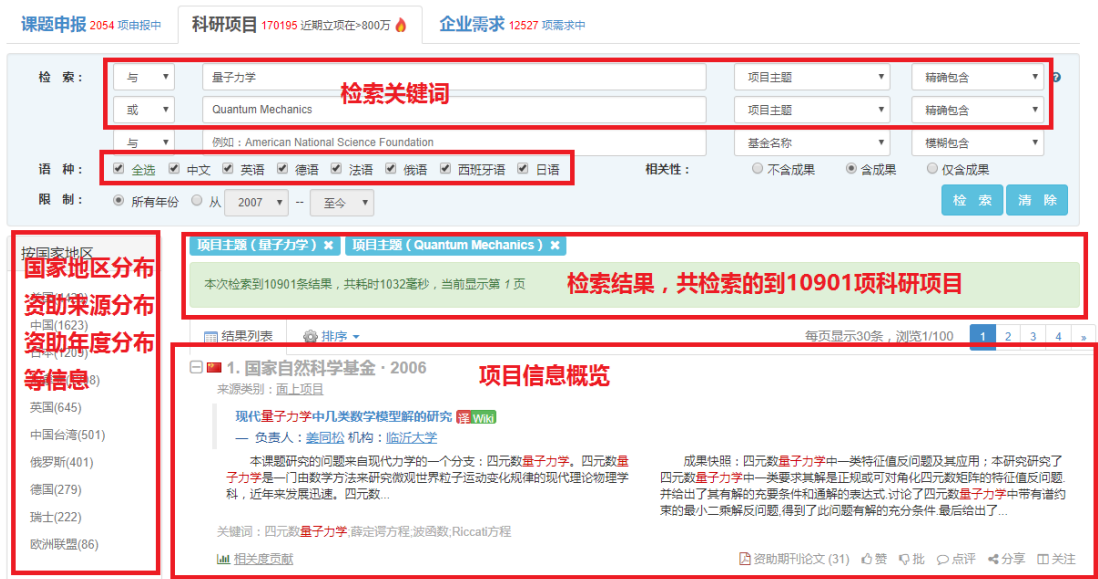 课题申报 2054 项申报中 科研项目 170195 近期立项在>800万 企业需求 12527 项需求中
检 索： 与 量子力学 项目主题 精确包含
检索关键词
或 Quantum Mechanics 项目主题 精确包含
与 例如：American National Science Foundation 基金名称 模糊包含
语 种： 全选 中文 英语 德语 法语 俄语 西班牙语 日语 相关性： 不含成果 含成果 仅含成果
限 制： 所有年份 从 2007 -- 至今 检 索 清 除
按国家地区
国家地区分布
资助来源分布
中国(1623)
资助年度分布
日本(1209)
等信息
英国(645)
中国台湾(501)
俄罗斯(401)
德国(279)
瑞士(222)
欧洲联盟(86)
项目主题（量子力学）✖ 项目主题（Quantum Mechanics）✖
本次检索到10901条结果，共耗时1032毫秒，当前显示第 1 页
检索结果，共检索的到10901项科研项目
结果列表 排序 每页显示30条，浏览1/100 1 2 3 4 »
1. 国家自然科学基金 · 2006
项目信息概览
来源类别：面上项目
现代量子力学中几类数学模型解的研究 译 Wiki
— 负责人：姜同松 机构：临沂大学
本课题研究的问题来自现代力学的一个分支：四元数量子力学。四元数量
子力学是一门由数学方法来研究微观世界粒子运动变化规律的现代理论物理学
科，近年来发展迅速。四元数...
成果快照：四元数量子力学中一类特征值反问题及其应用；本研究研究了
四元数量子力学中一类要求其解是正规或可对角化四元数矩阵的特征值反问题.
并给出了其有解的充要条件和通解的表达式.讨论了四元数量子力学中带有谱约
束的最小二乘解反问题,得到了此问题有解的充分条件.最后给出了...
关键词：四元数量子力学;薛定谔方程;波函数;Riccati方程
相关度贡献 资助期刊论文 (31) 赞 批 点评 分享 关注